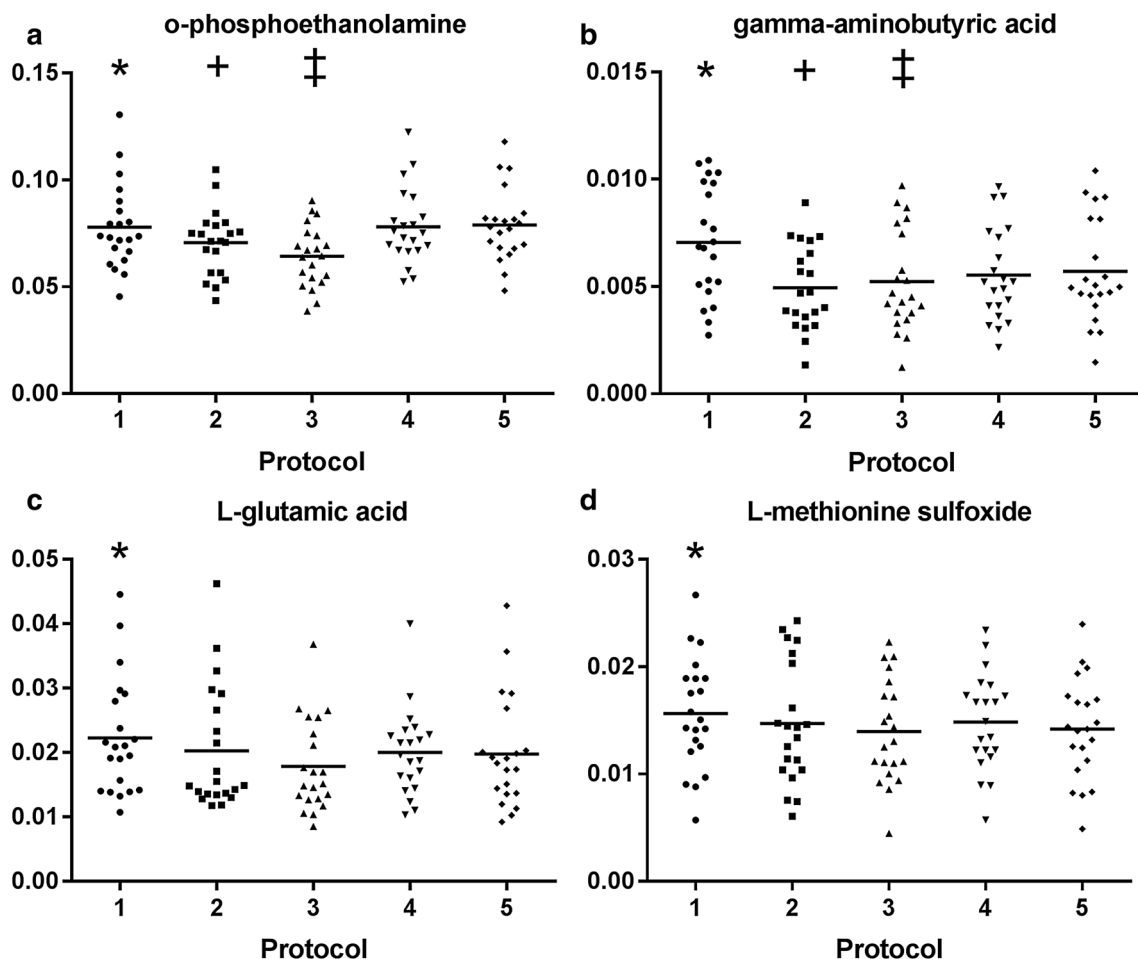 a
o-phosphoethanolamine
* + ‡
0.15
0.10
0.05
0.00
1 2 3 4 5
Protocol
b
gamma-aminobutyric acid
* + ‡
0.015
0.010
0.005
0.000
1 2 3 4 5
Protocol
c
L-glutamic acid
*
0.05
0.04
0.03
0.02
0.01
0.00
1 2 3 4 5
Protocol
d
L-methionine sulfoxide
*
0.03
0.02
0.01
0.00
1 2 3 4 5
Protocol